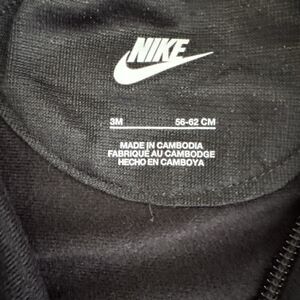 NIKE
3M 56-62 CM
MADE IN CAMBODIA
FABRIQUÉ AU CAMBODGE
HECHO EN CAMBOYA